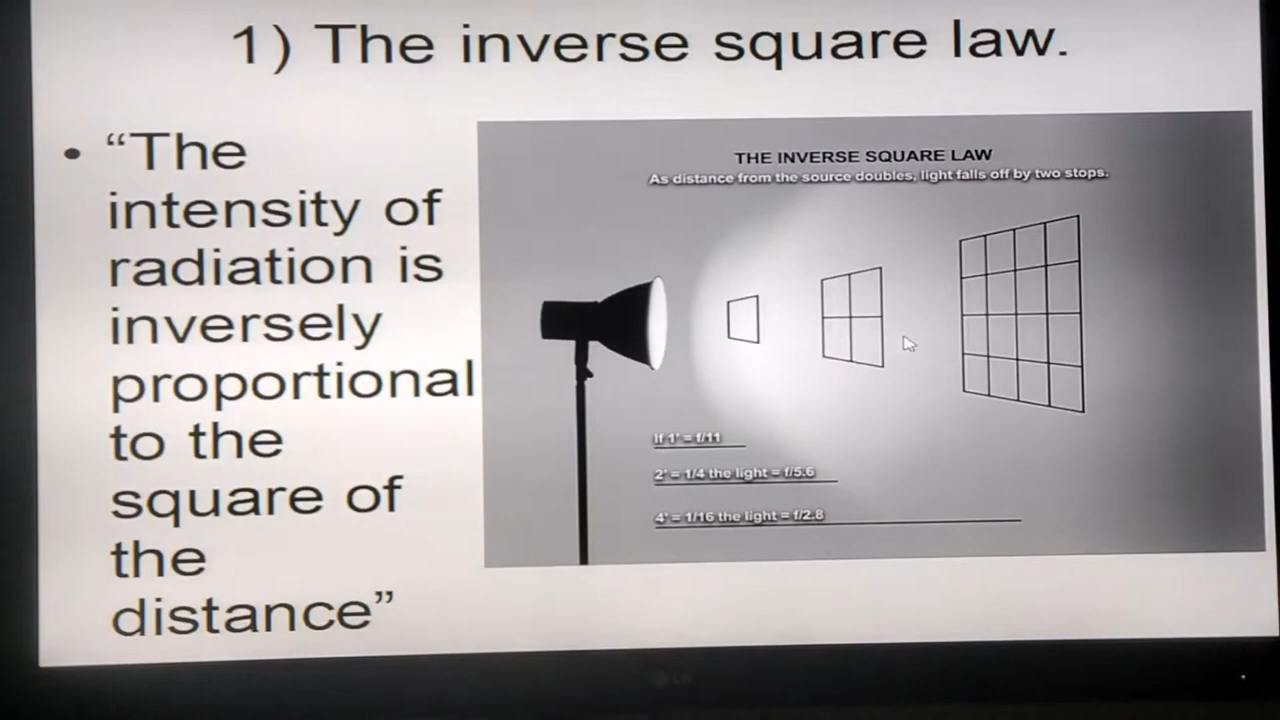 1) The inverse square law.
• “The
intensity of
radiation is
inversely
proportional
to the
square of
the
distance”
THE INVERSE SQUARE LAW
As distance from the source doubles, light falls off by two stops.
If 1' = f/11
2' = 1/4 the light = f/5.6
4' = 1/16 the light = f/2.8
LG